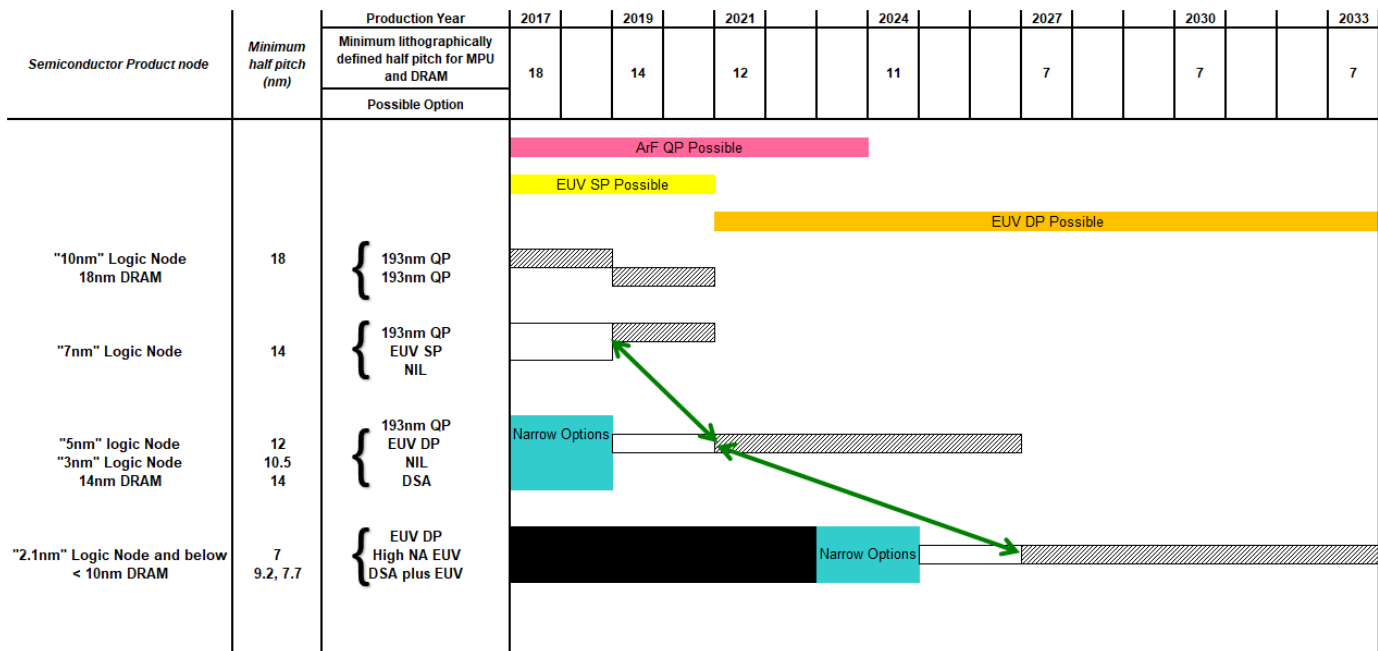 Production Year 2017 2019 2021 2024 2027 2030 2033
Semiconductor Product node
Minimum
half pitch
(nm)
Minimum lithographically
defined half pitch for MPU
and DRAM
18 14 12 11 7 7 7
Possible Option
ArF QP Possible
EUV SP Possible
EUV DP Possible
"10nm" Logic Node 18 193nm QP
18nm DRAM 193nm QP
193nm QP
"7nm" Logic Node 14 EUV SP
NIL
193nm QP
Narrow Options
"5nm" logic Node 12 EUV DP
"3nm" Logic Node 10.5 NIL
14nm DRAM 14 DSA
EUV DP
"2.1nm" Logic Node and below 7 High NA EUV Narrow Options
< 10nm DRAM 9.2, 7.7 DSA plus EUV